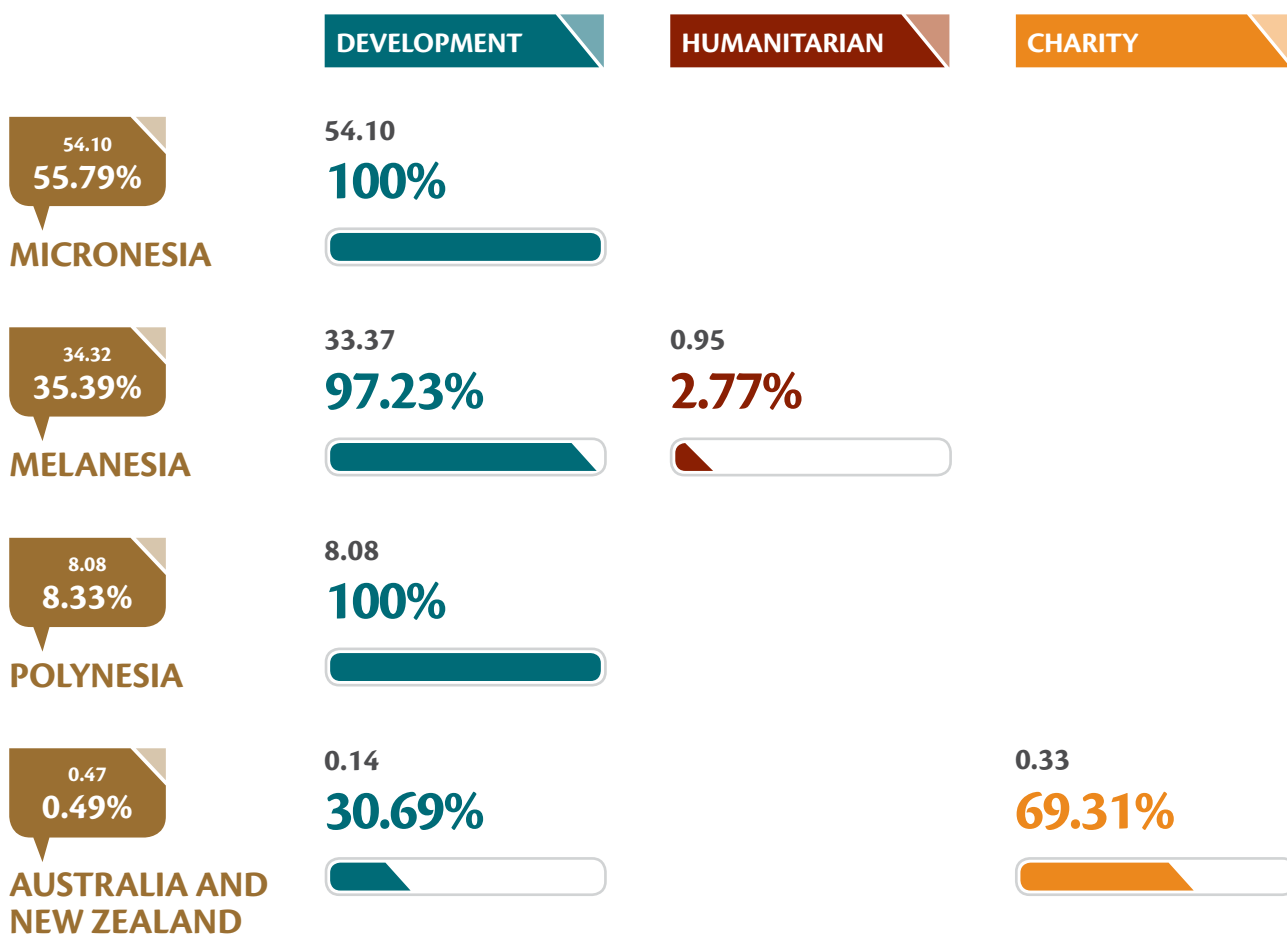 DEVELOPMENT
HUMANITARIAN
CHARITY
54.10
55.79%
MICRONESIA
54.10
100%
34.32
35.39%
MELANESIA
33.37
97.23%
0.95
2.77%
8.08
8.33%
POLYNESIA
8.08
100%
0.47
0.49%
AUSTRALIA AND
NEW ZEALAND
0.14
30.69%
0.33
69.31%